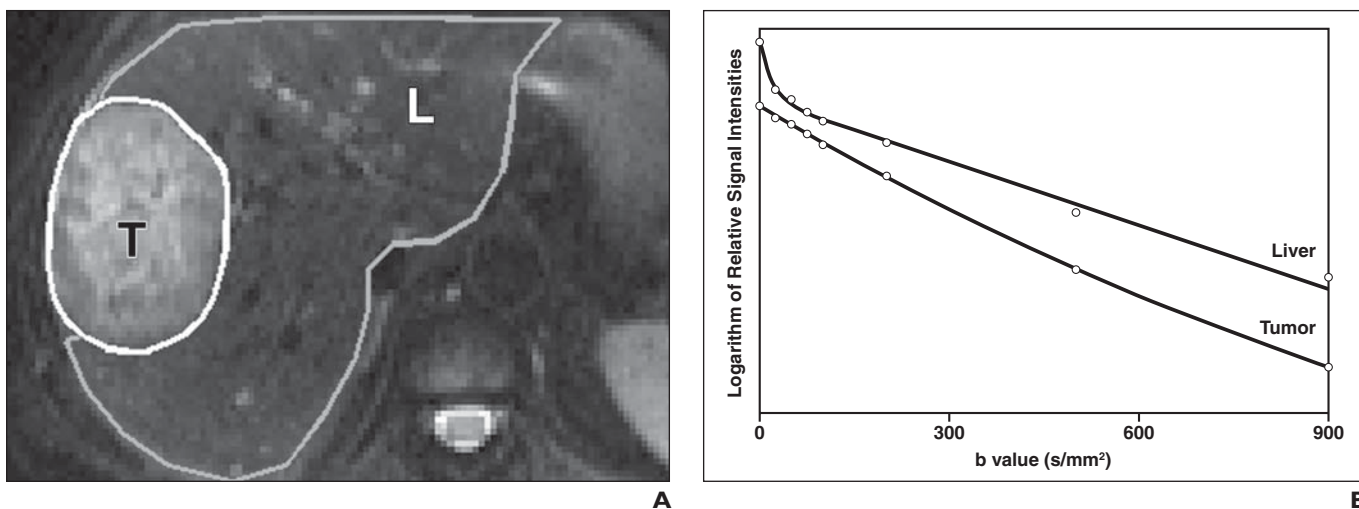 L
T
A
Logarithm of Relative Signal Intensities
Liver
Tumor
0 300 600 900
b value (s/mm²)